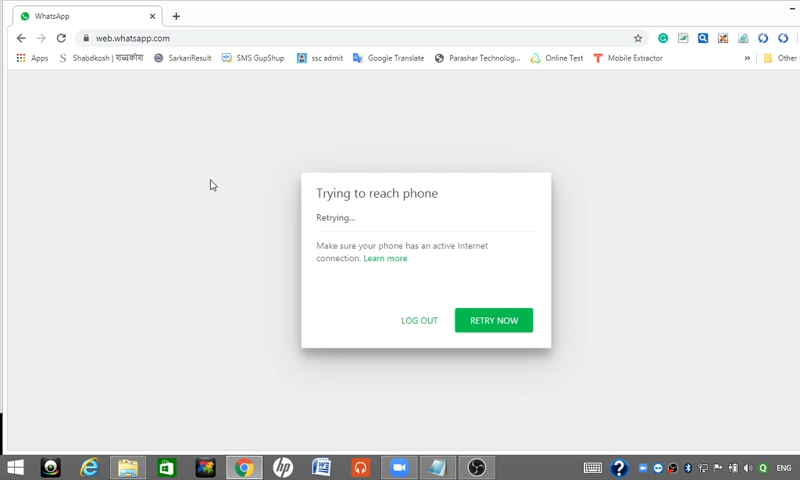 WhatsApp
web.whatsapp.com
Apps Shabdkosh | शब्दकोश SarkariResult SMS GupShup ssc admit Google Translate Parashar Technolog... Online Test Mobile Extractor » Other
Trying to reach phone
Retrying...
Make sure your phone has an active Internet
connection. Learn more
LOG OUT RETRY NOW
ENG